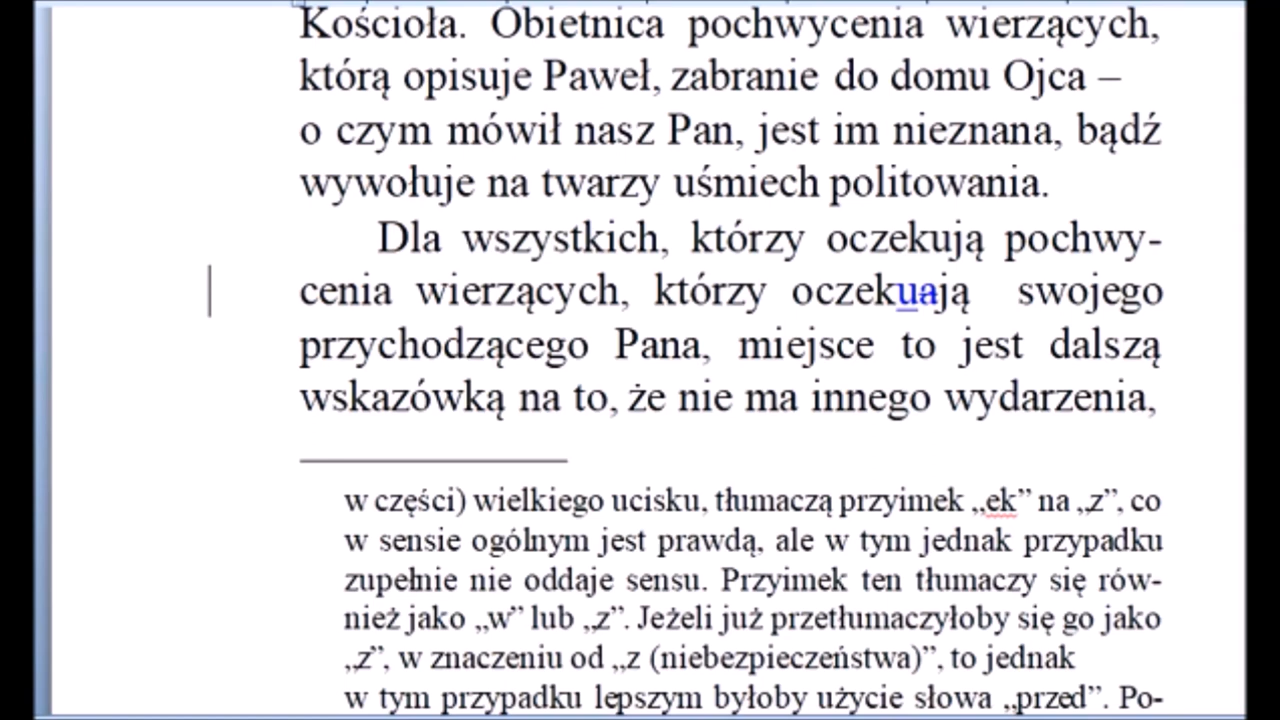 Kościoła. Obietnica pochwycenia wierzących,
którą opisuje Paweł, zabranie do domu Ojca –
o czym mówił nasz Pan, jest im nieznana, bądź
wywołuje na twarzy uśmiech politowania.
Dla wszystkich, którzy oczekują pochwy-
cenia wierzących, którzy oczekuają swojego
przychodzącego Pana, miejsce to jest dalszą
wskazówką na to, że nie ma innego wydarzenia,
w części) wielkiego ucisku, tłumaczą przyimek „ek” na „z”, co
w sensie ogólnym jest prawdą, ale w tym jednak przypadku
zupełnie nie oddaje sensu. Przyimek ten tłumaczy się rów-
nież jako „w” lub „z”. Jeżeli już przetłumaczyłoby się go jako
„z”, w znaczeniu od „z (niebezpieczeństwa)”, to jednak
w tym przypadku lepszym byłoby użycie słowa „przed”. Po-